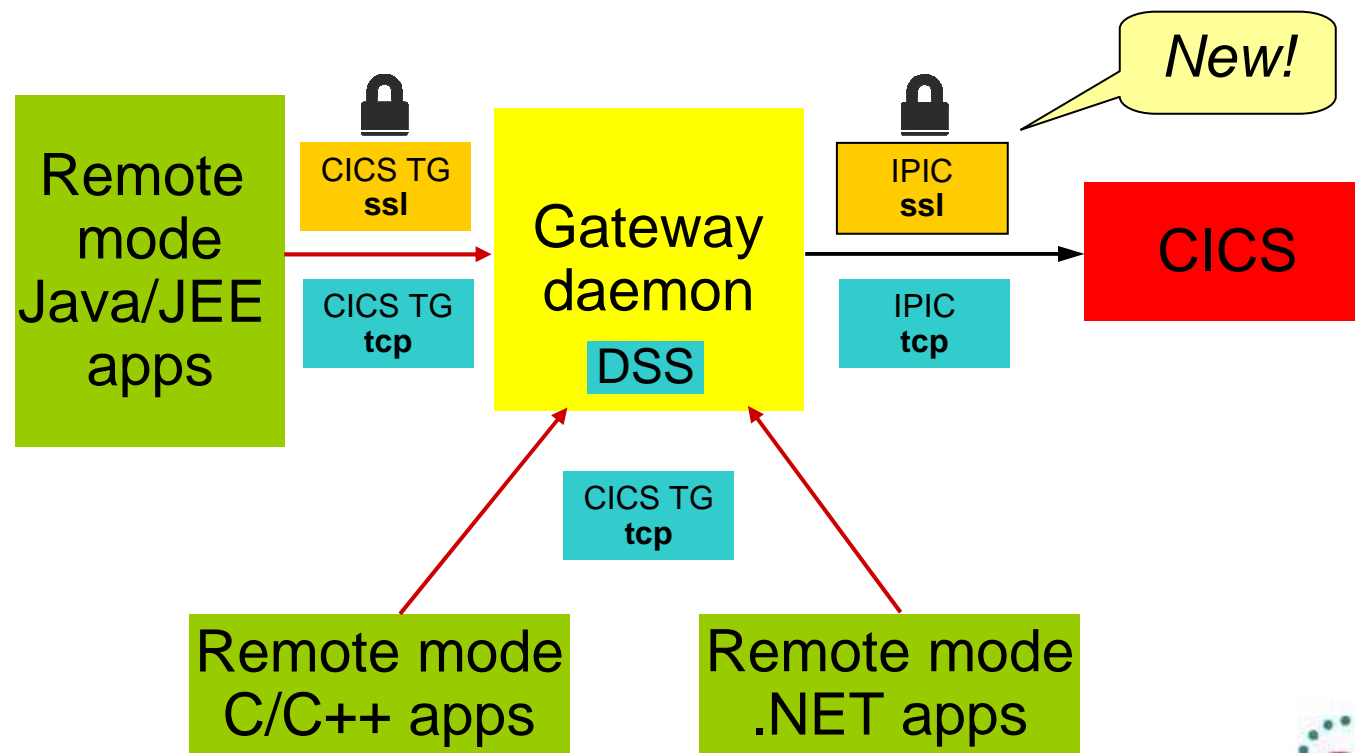 New!
Remote
mode
Java/JEE
apps
CICS TG
ssl
CICS TG
tcp
Gateway
daemon
DSS
IPIC
ssl
IPIC
tcp
CICS
CICS TG
tcp
Remote mode
C/C++ apps
Remote mode
.NET apps